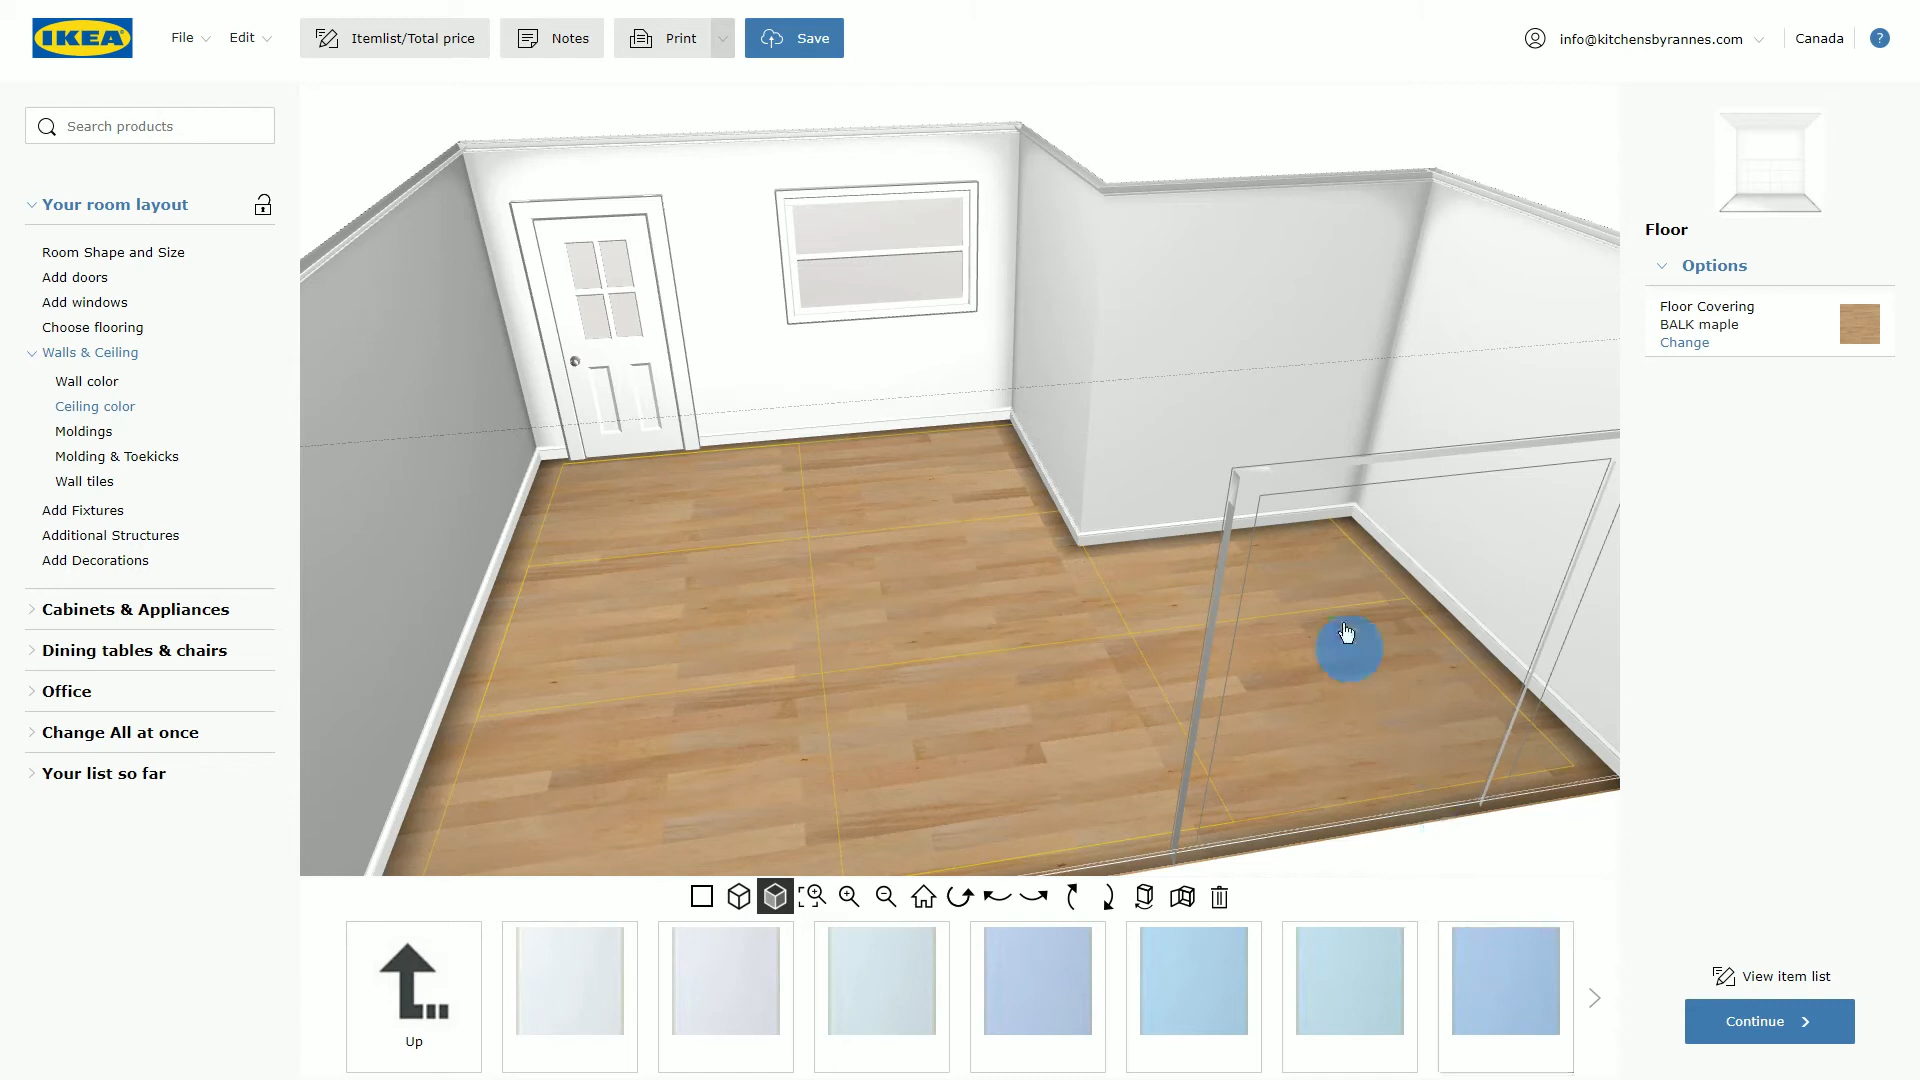 IKEA
File
Edit
Itemlist/Total price
Notes
Print
Save
info@kitchensbyrannes.com
Canada
?
Search products
Your room layout
Room Shape and Size
Add doors
Add windows
Choose flooring
Walls & Ceiling
Wall color
Ceiling color
Moldings
Molding & Toekicks
Wall tiles
Add Fixtures
Additional Structures
Add Decorations
Cabinets & Appliances
Dining tables & chairs
Office
Change All at once
Your list so far
Floor
Options
Floor Covering
BALK maple
Change
Up
View item list
Continue